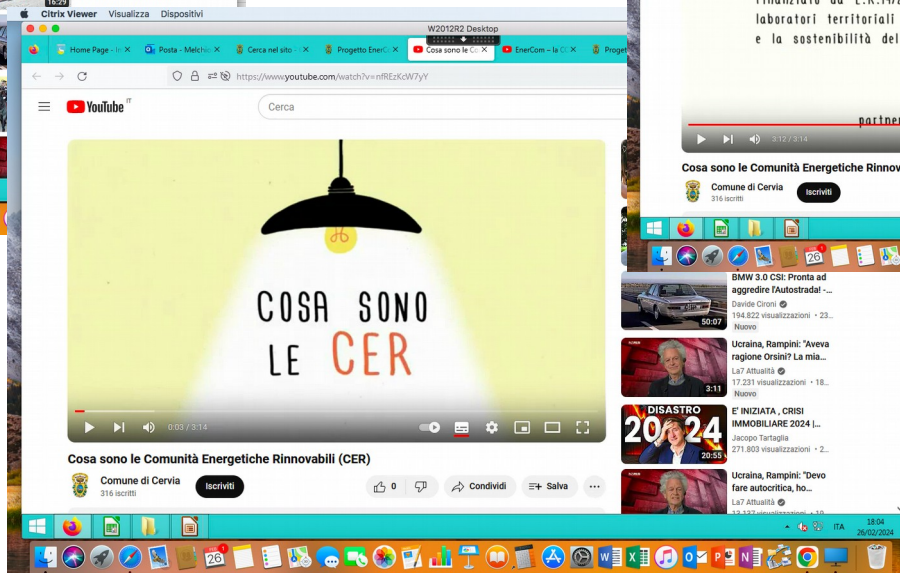 16:29
Citrix Viewer Visualizza Dispositivi
W2012R2 Desktop
Home Page - In
Posta - Melchio
Cerca nel sito -
Progetto EnerC
Cosa sono le Co
EnerCom – la C
Proget
https://www.youtube.com/watch?v=nfREzKcW7yY
YouTube IT
Cerca
COSA SONO
LE CER
0:03 / 3:14
Cosa sono le Comunità Energetiche Rinnovabili (CER)
Comune di Cervia
316 iscritti
Iscriviti
0
Condividi
Salva
laboratori territoriali
e la sostenibilità del
partner
3:12 / 3:14
Cosa sono le Comunità Energetiche Rinnov
Comune di Cervia
316 iscritti
Iscriviti
26
BMW 3.0 CSI: Pronta ad
aggredire l'Autostrada! -...
Davide Cironi
194.822 visualizzazioni • 23...
Nuovo
50:07
Ucraina, Rampini: "Aveva
ragione Orsini? La mia...
La7 Attualità
17.231 visualizzazioni • 18...
Nuovo
3:11
DISASTRO
2024
20:55
E' INIZIATA , CRISI
IMMOBILIARE 2024 |...
Jacopo Tartaglia
271.803 visualizzazioni • 2...
Ucraina, Rampini: "Devo
fare autocritica, ho...
La7 Attualità
ITA
18:04
26/02/2024
26